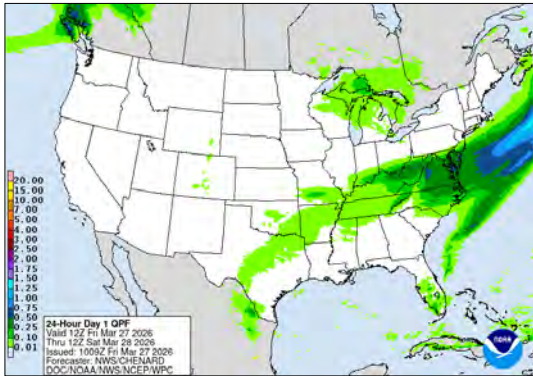 20.00
15.00
10.00
7.00
5.00
4.00
3.00
2.50
2.00
1.75
1.50
1.25
1.00
0.75
0.50
0.25
0.10
0.01
24-Hour Day 1 QPF
Valid 12Z Fri Mar 27 2026
Thru 12Z Sat Mar 28 2026
Issued: 1009Z Fri Mar 27 2026
Forecaster: NWS/CHENARD
DOC/NOAA/NWS/NCEP/WPC
NOAA